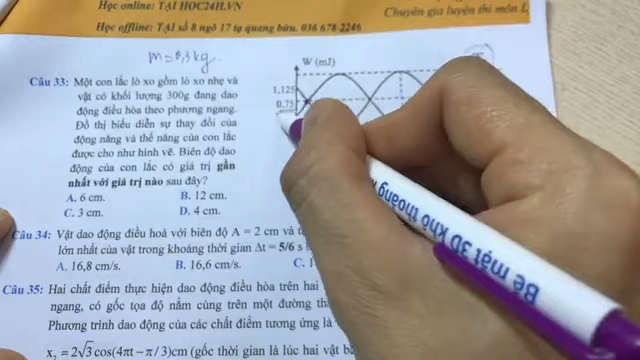 Học online: TẠI HOC24H.VN
Học offline: TẠI số 8 ngõ 17 tạ quang bửu. 036 678 2246
Chuyên gia luyện thi môn
m = 0,3 kg
W (mJ)
1,125
0,75
Câu 33: Một con lắc lò xo gồm lò xo nhẹ và
vật có khối lượng 300g đang dao
động điều hòa theo phương ngang.
Đồ thị biểu diễn sự thay đổi của
động năng và thế năng của con lắc
được cho như hình vẽ. Biên độ dao
động của con lắc có giá trị gần
nhất với giá trị nào sau đây?
A. 6 cm. B. 12 cm.
C. 3 cm. D. 4 cm.
Bề mặt 3D khô thoáng
Câu 34: Vật dao động điều hoà với biên độ A = 2 cm và
lớn nhất của vật trong khoảng thời gian Δt = 5/6 s
A. 16,8 cm/s. B. 16,6 cm/s. C.
Câu 35: Hai chất điểm thực hiện dao động điều hòa trên hai
ngang, có gốc tọa độ nằm cùng trên một đường
Phương trình dao động của các chất điểm tương ứng là
x₁ = 2√3 cos(4πt − π/3)cm (gốc thời gian là lúc hai vật